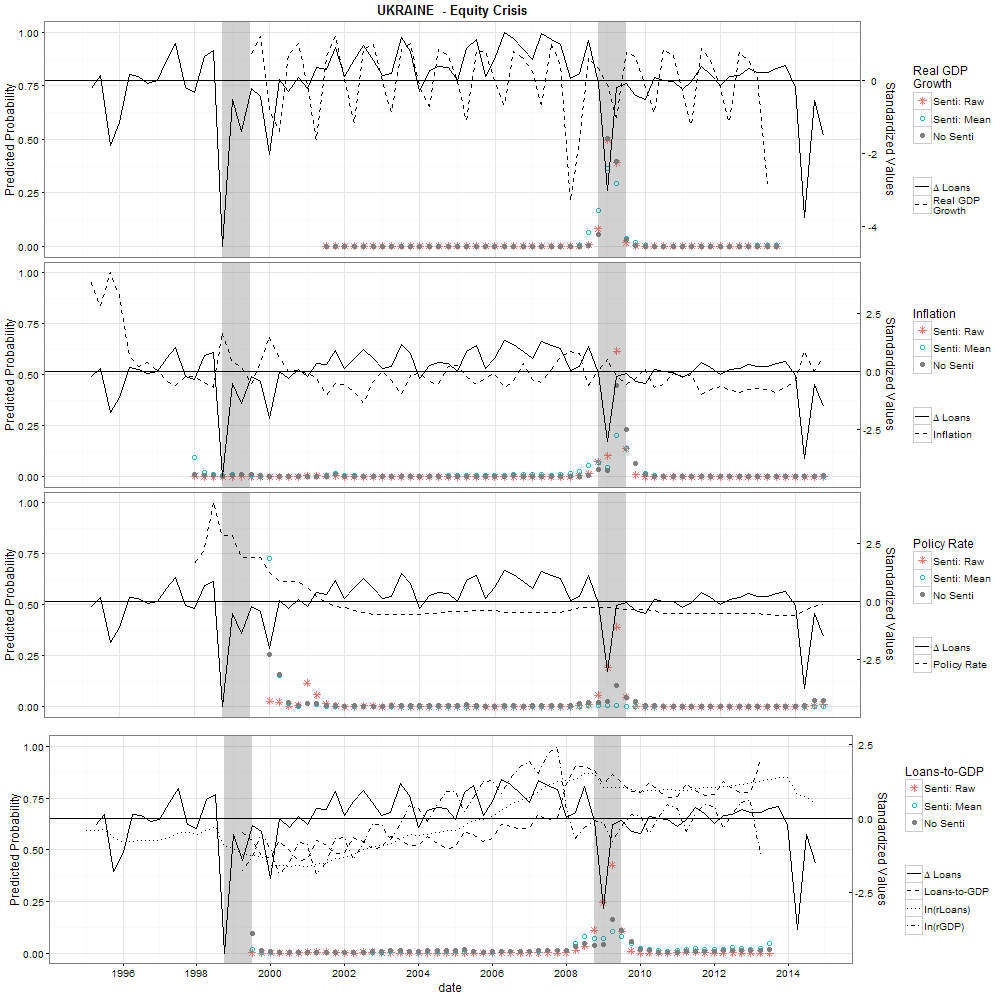 UKRAINE - Equity Crisis
1.00
0.75
0.50
0.25
0.00
Predicted Probability
0
-2
-4
Standardized Values
Real GDP
Growth
Senti: Raw
Senti: Mean
No Senti
Δ Loans
Real GDP
Growth
1.00
0.75
0.50
0.25
0.00
Predicted Probability
2.5
0.0
-2.5
Standardized Values
Inflation
Senti: Raw
Senti: Mean
No Senti
Δ Loans
Inflation
1.00
0.75
0.50
0.25
0.00
Predicted Probability
2.5
0.0
-2.5
Standardized Values
Policy Rate
Senti: Raw
Senti: Mean
No Senti
Δ Loans
Policy Rate
1.00
0.75
0.50
0.25
0.00
Predicted Probability
2.5
0.0
-2.5
Standardized Values
Loans-to-GDP
Senti: Raw
Senti: Mean
No Senti
Δ Loans
Loans-to-GDP
ln(rLoans)
ln(rGDP)
1996 1998 2000 2002 2004 2006 2008 2010 2012 2014
date